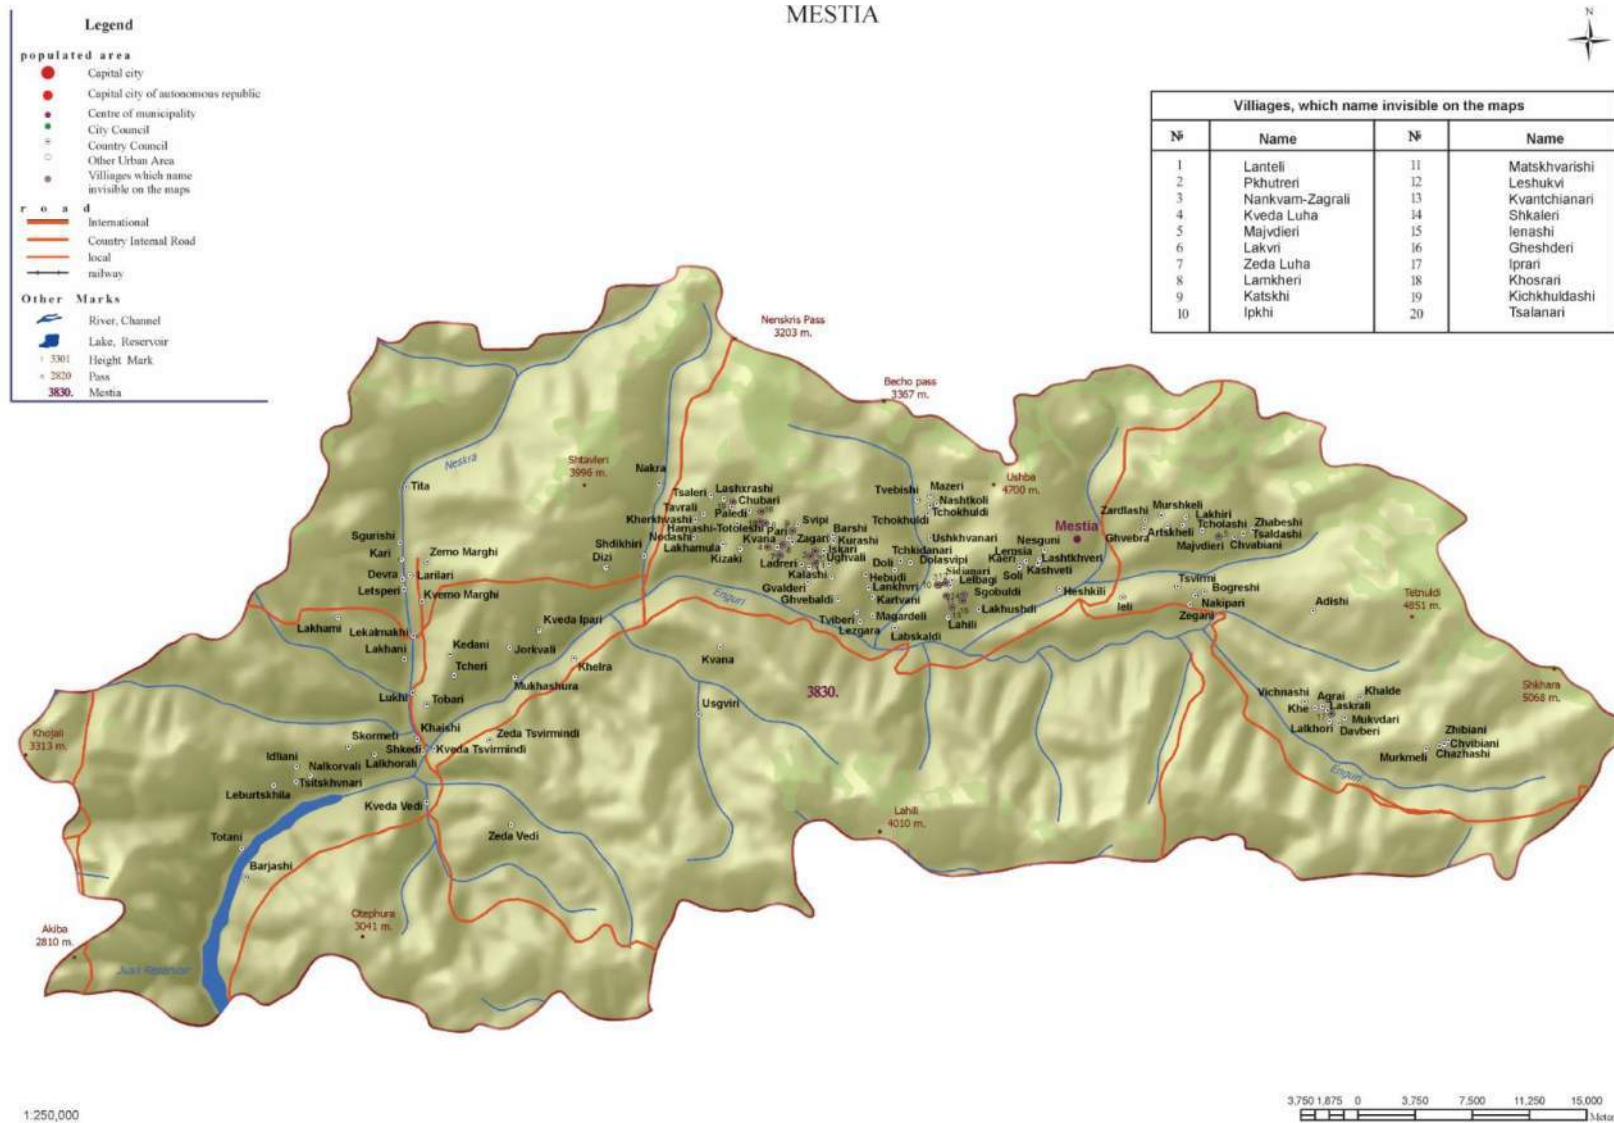 MESTIA
N
Legend
populated area
Capital city
Capital city of autonomous republic
Centre of municipality
City Council
Country Council
Other Urban Area
Villiages which name
invisible on the maps
road
International
Country Internal Road
local
railway
Other Marks
River, Channel
Lake, Reservoir
3301 Height Mark
2820 Pass
3830. Mestia
Villiages, which name invisible on the maps
№ Name № Name
1 Lanteli 11 Matskhvarishi
2 Pkhutreri 12 Leshukvi
3 Nankvam-Zagrali 13 Kvantchianari
4 Kveda Luha 14 Shkaleri
5 Majvdieri 15 Ienashi
6 Lakvri 16 Gheshderi
7 Zeda Luha 17 Iprari
8 Lamkheri 18 Khosrari
9 Katskhi 19 Kichkhuldashi
10 Ipkhi 20 Tsalanari
Nenskris Pass
3203 m.
Becho pass
3367 m.
Neskra
Shtavleri
3996 m.
Nakra
Tita
Ushba
4700 m.
Tsaleri
Lashxrashi
Chubari
Tavrali
Paledi
Kherkhvashi
Hamashi-Totoleshi
Nodashi
Lakhamula
Kizaki
Kvana
Pari
Svipi
Zagari
Barshi
Kurashi
Iskari
Ughvali
Ladreri
Kalashi
Gvalderi
Ghvebaldi
Tvebishi
Mazeri
Nashtkoli
Tchokhuldi
Tchokhuldi
Ushkhvanari
Tchkidanari
Doli
Dolasvipi
Hebudi
Lankhvri
Kartvani
Tviberi
Magardeli
Lezgara
Labskaldi
Sidianari
Lelbagi
Sgobuldi
Lakhushdi
Lahili
Nesguni
Lemsia
Kaeri
Lashtkhveri
Soli
Kashveti
Heshkili
Mestia
Zardlashi
Murshkeli
Ghvebra
Lakhiri
Artskheli
Tcholashi
Zhabeshi
Tsaldashi
Majvdieri
Chvabiani
Tsvirmi
Bogreshi
Ieli
Nakipari
Zegani
Adishi
Tetnuldi
4851 m.
Shkhara
5068 m.
Sgurishi
Kari
Zemo Marghi
Devra
Larilari
Letsperi
Kvemo Marghi
Shdikhiri
Dizi
Enguri
Lakhami
Lekalmakhi
Lakhani
Kveda Ipari
Kedani
Jorkvali
Tcheri
Khelra
Mukhashura
Kvana
Usgviri
3830.
Lukhi
Tobari
Khaishi
Zeda Tsvirmindi
Skormeti
Shkedi
Kveda Tsvirmindi
Khojali
3313 m.
Idliani
Nalkorvali
Lalkhorali
Tsitskhvnari
Leburtskhila
Kveda Vedi
Zeda Vedi
Totani
Barjashi
Lahili
4010 m.
Vichnashi
Agrai
Khalde
Khe
Laskrali
Mukvdari
Lalkhori
Davberi
Zhibiani
Chvibiani
Murkmeli
Chazhashi
Enguri
Otephura
3041 m.
Akiba
2810 m.
1:250,000
3,750 1,875 0 3,750 7,500 11,250 15,000